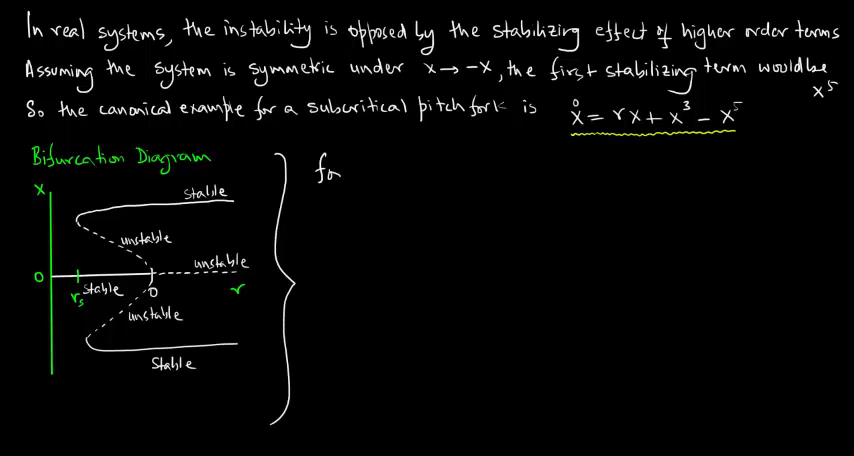 In real systems, the instability is opposed by the stabilizing effect of higher order terms
Assuming the system is symmetric under x → -x, the first stabilizing term would be
x⁵
So the canonical example for a subcritical pitchfork is ẋ = rx + x³ - x⁵
Bifurcation Diagram
x
stable
unstable
unstable
0
rₛ
stable
0
r
unstable
Stable
for